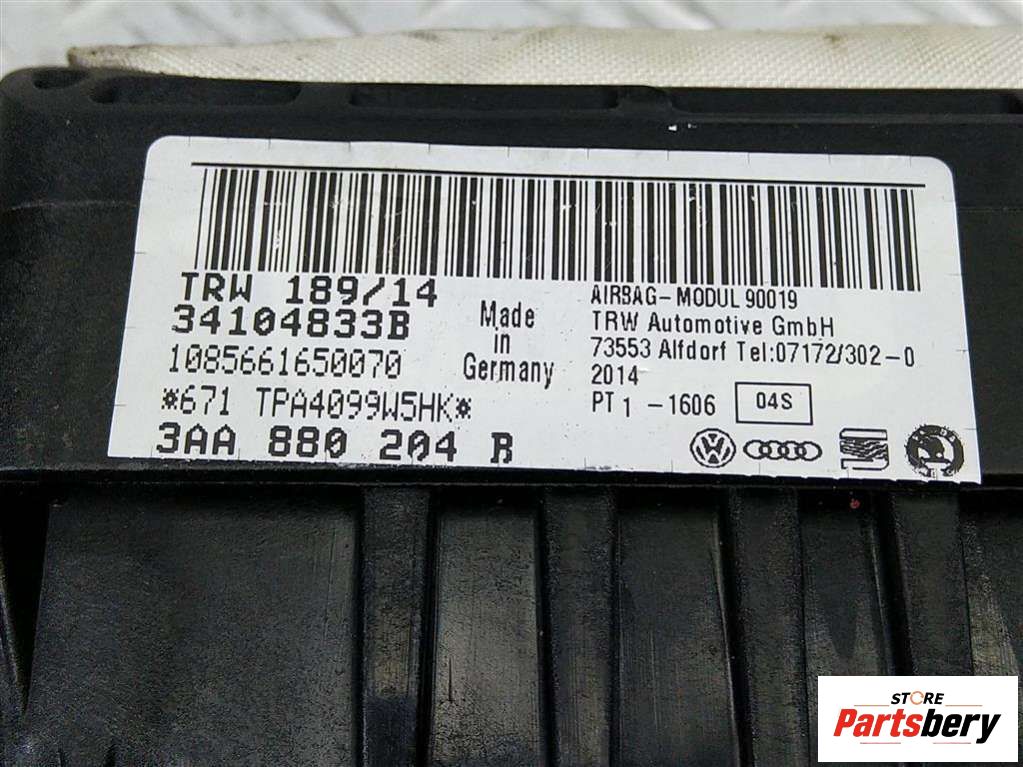 TRW 189/14
34104833B
1085661650070
*671 TPA4099W5HK*
3AA 880 204 B
Made
in
Germany
AIRBAG-MODUL 90019
TRW Automotive GmbH
73553 Alfdorf Tel:07172/302-0
2014
PT 1 -1606 04S
STORE
Partsbery